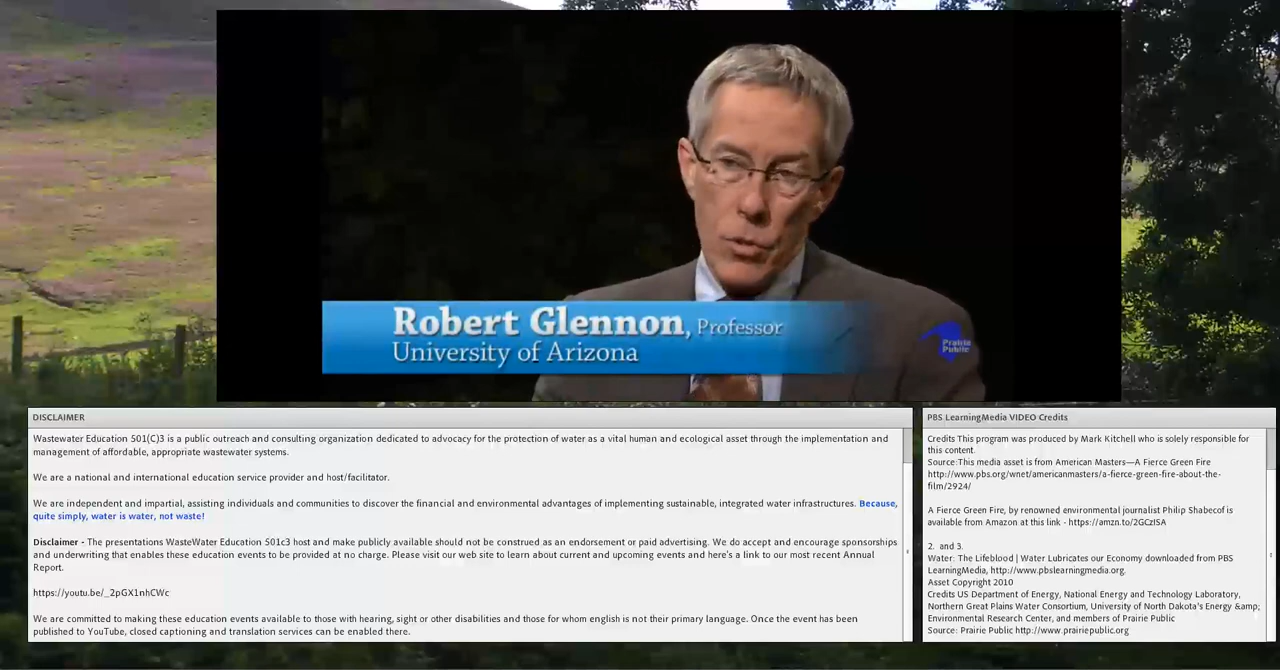 Robert Glennon, Professor
University of Arizona
Prairie
Public
DISCLAIMER
Wastewater Education 501(C)3 is a public outreach and consulting organization dedicated to advocacy for the protection of water as a vital human and ecological asset through the implementation and
management of affordable, appropriate wastewater systems.
We are a national and international education service provider and host/facilitator.
We are independent and impartial, assisting individuals and communities to discover the financial and environmental advantages of implementing sustainable, integrated water infrastructures. Because,
quite simply, water is water, not waste!
Disclaimer - The presentations WasteWater Education 501c3 host and make publicly available should not be construed as an endorsement or paid advertising. We do accept and encourage sponsorships
and underwriting that enables these education events to be provided at no charge. Please visit our web site to learn about current and upcoming events and here's a link to our most recent Annual
Report.
https://youtu.be/_2pGX1nhCWc
We are committed to making these education events available to those with hearing, sight or other disabilities and those for whom english is not their primary language. Once the event has been
published to YouTube, closed captioning and translation services can be enabled there.
PBS LearningMedia VIDEO Credits
Credits This program was produced by Mark Kitchell who is solely responsible for
this content.
Source:This media asset is from American Masters—A Fierce Green Fire
http://www.pbs.org/wnet/americanmasters/a-fierce-green-fire-about-the-
film/2924/
A Fierce Green Fire, by renowned environmental journalist Philip Shabecof is
available from Amazon at this link - https://amzn.to/2GCzISA
2. and 3.
Water: The Lifeblood | Water Lubricates our Economy downloaded from PBS
LearningMedia, http://www.pbslearningmedia.org.
Asset Copyright 2010
Credits US Department of Energy, National Energy and Technology Laboratory,
Northern Great Plains Water Consortium, University of North Dakota's Energy &amp;
Environmental Research Center, and members of Prairie Public
Source: Prairie Public http://www.prairiepublic.org